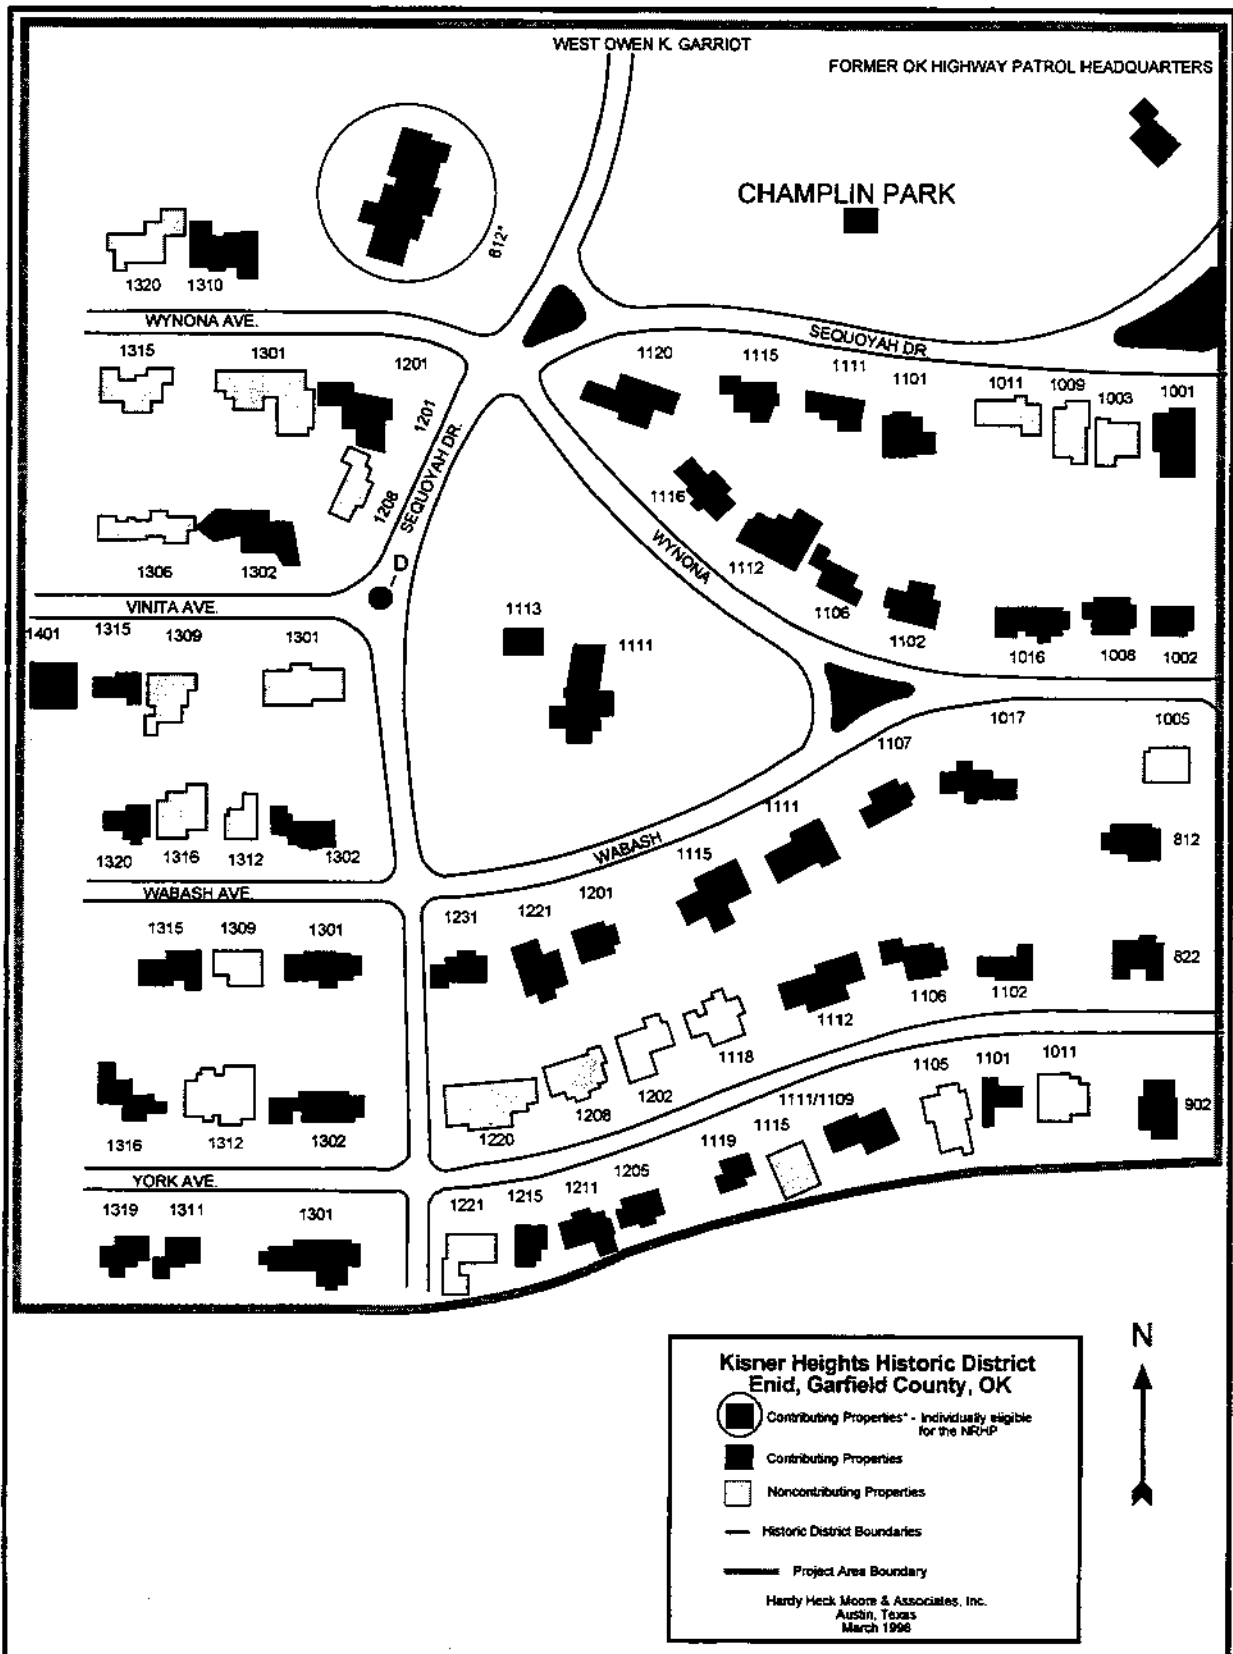 WEST OWEN K. GARRIOT
FORMER OK HIGHWAY PATROL HEADQUARTERS
CHAMPLIN PARK
812*
1320 1310
WYNONA AVE.
SEQUOYAH DR
1315 1301 1201
1120 1115 1111 1101 1011 1009 1003 1001
1201
SEQUOYAH DR.
1208
1116
WYNONA
1306 1302
1112
D
1106
1102
1016 1008 1002
VINITA AVE.
1401 1315 1309 1301
1113
1111
1017 1005
1107
1111
812
WABASH
1115
1320 1316 1312 1302
WABASH AVE.
1315 1309 1301
1231 1221 1201
822
1106 1102
1112
1118
1202
1208
1220
1316 1312 1302
1105 1101 1011
902
1111/1109
1115
1119
YORK AVE.
1205
1211
1215
1221
1319 1311 1301
N
Kisner Heights Historic District
Enid, Garfield County, OK
Contributing Properties* - Individually eligible
for the NRHP
Contributing Properties
Noncontributing Properties
Historic District Boundaries
Project Area Boundary
Hardy Heck Moore & Associates, Inc.
Austin, Texas
March 1996